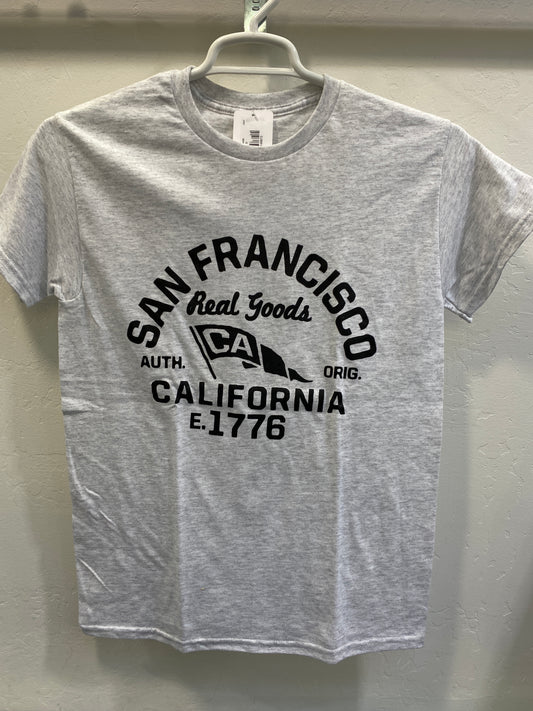 SAN FRANCISCO
Real Goods
CA
AUTH. ORIG.
CALIFORNIA
E.1776